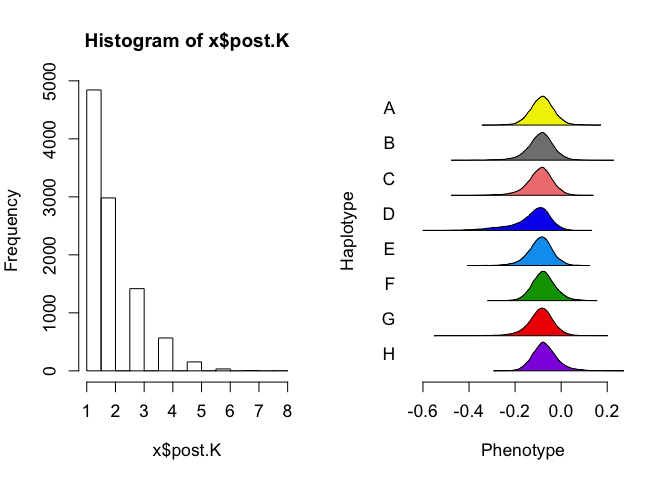 Histogram of x$post.K
Frequency
0
1000
2000
3000
4000
5000
1 2 3 4 5 6 7 8
x$post.K
Haplotype
A
B
C
D
E
F
G
H
-0.6 -0.4 -0.2 0.0 0.2
Phenotype